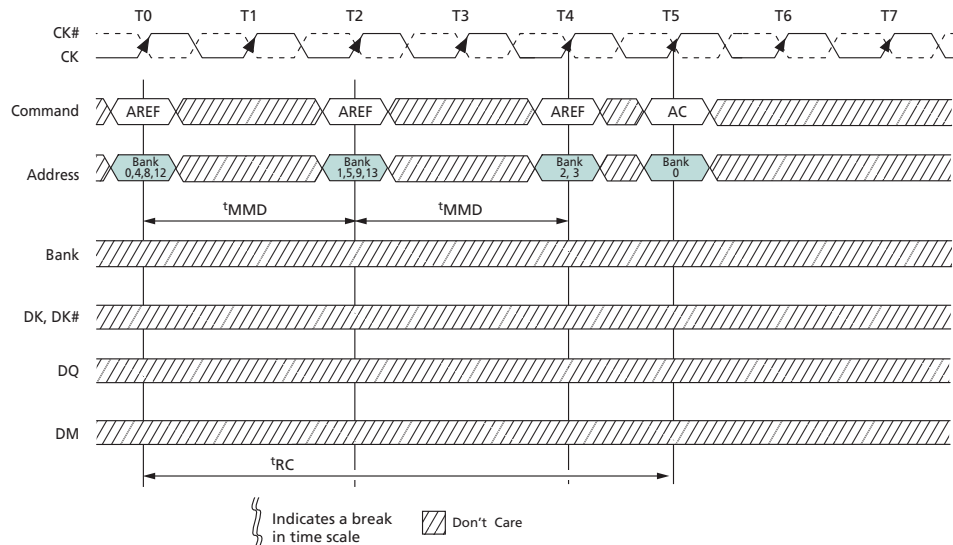 T0 T1 T2 T3 T4 T5 T6 T7
CK#
CK
Command AREF AREF AREF AC
Address Bank 0,4,8,12 Bank 1,5,9,13 Bank 2, 3 Bank 0
tMMD tMMD
Bank
DK, DK#
DQ
DM
tRC
Indicates a break
in time scale
Don't Care